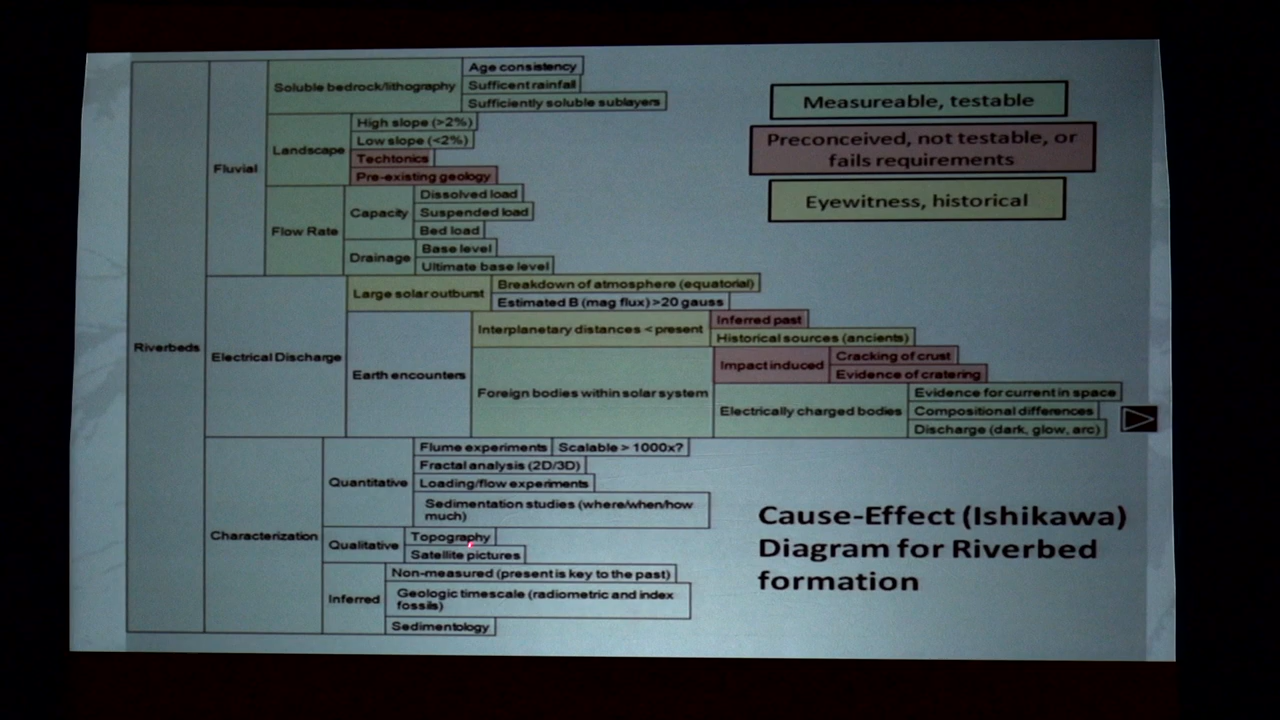 Riverbeds
Fluvial
Soluble bedrock/lithography
Age consistency
Sufficent rainfall
Sufficiently soluble sublayers
Landscape
High slope (>2%)
Low slope (<2%)
Techtonics
Pre-existing geology
Flow Rate
Capacity
Dissolved load
Suspended load
Bed load
Drainage
Base level
Ultimate base level
Electrical Discharge
Large solar outburst
Breakdown of atmosphere (equatorial)
Estimated B (mag flux) >20 gauss
Earth encounters
Interplanetary distances < present
Inferred past
Historical sources (ancients)
Foreign bodies within solar system
Impact induced
Cracking of crust
Evidence of cratering
Electrically charged bodies
Evidence for current in space
Compositional differences
Discharge (dark, glow, arc)
Characterization
Quantitative
Flume experiments
Scalable > 1000x?
Fractal analysis (2D/3D)
Loading/flow experiments
Sedimentation studies (where/when/how
much)
Qualitative
Topography
Satellite pictures
Inferred
Non-measured (present is key to the past)
Geologic timescale (radiometric and index
fossils)
Sedimentology
Measureable, testable
Preconceived, not testable, or
fails requirements
Eyewitness, historical
Cause-Effect (Ishikawa)
Diagram for Riverbed
formation